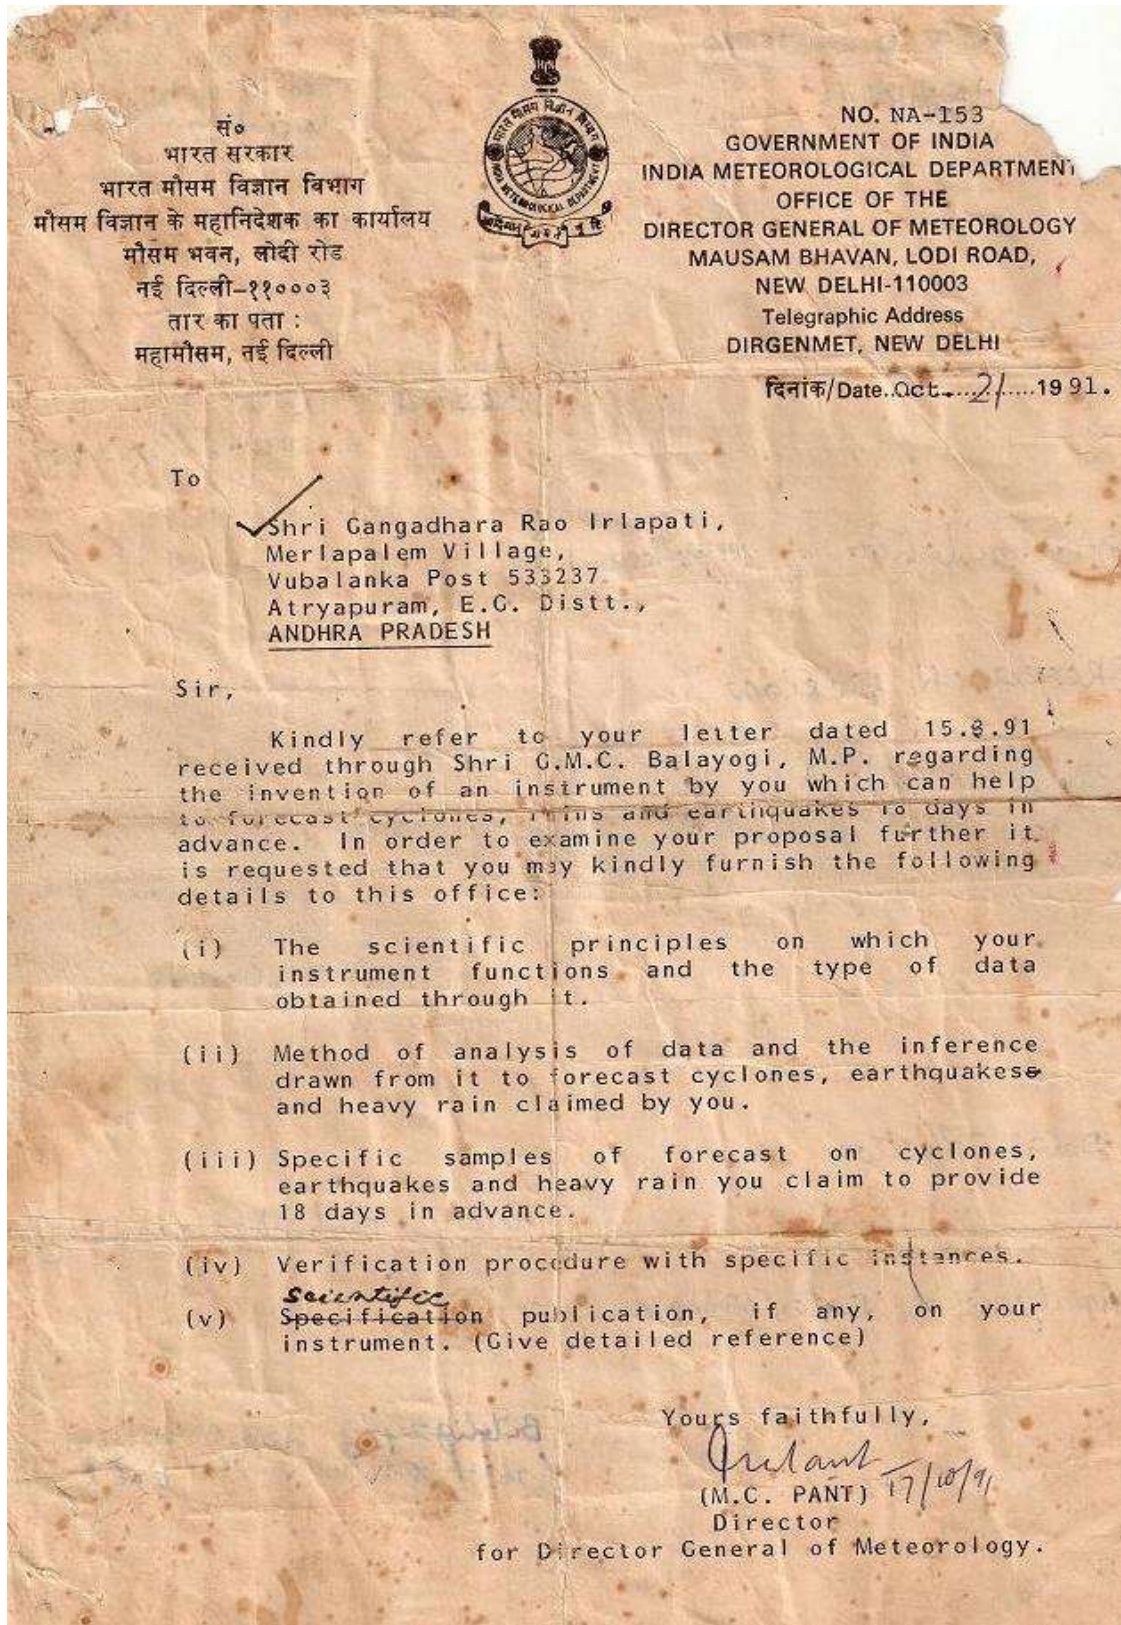 सं०
भारत सरकार
भारत मौसम विज्ञान विभाग
मौसम विज्ञान के महानिदेशक का कार्यालय
मौसम भवन, लोदी रोड
नई दिल्ली–११०००३
तार का पता :
महामौसम, नई दिल्ली
NO. NA-153
GOVERNMENT OF INDIA
INDIA METEOROLOGICAL DEPARTMENT
OFFICE OF THE
DIRECTOR GENERAL OF METEOROLOGY
MAUSAM BHAVAN, LODI ROAD,
NEW DELHI-110003
Telegraphic Address
DIRGENMET, NEW DELHI
दिनांक/Date..Oct....21.....1991.
To
Shri Gangadhara Rao Irlapati,
Merlapalem Village,
Vubalanka Post 533237
Atryapuram, E.G. Distt.,
ANDHRA PRADESH
Sir,
Kindly refer to your letter dated 15.8.91
received through Shri G.M.C. Balayogi, M.P. regarding
the invention of an instrument by you which can help
to forecast cyclones, rains and earthquakes 18 days in
advance. In order to examine your proposal further it
is requested that you may kindly furnish the following
details to this office:
(i) The scientific principles on which your
instrument functions and the type of data
obtained through it.
(ii) Method of analysis of data and the inference
drawn from it to forecast cyclones, earthquakes
and heavy rain claimed by you.
(iii) Specific samples of forecast on cyclones,
earthquakes and heavy rain you claim to provide
18 days in advance.
(iv) Verification procedure with specific instances.
Scientific
(v) Specification publication, if any, on your
instrument. (Give detailed reference)
Yours faithfully,
(M.C. PANT) 17/10/91
Director
for Director General of Meteorology.